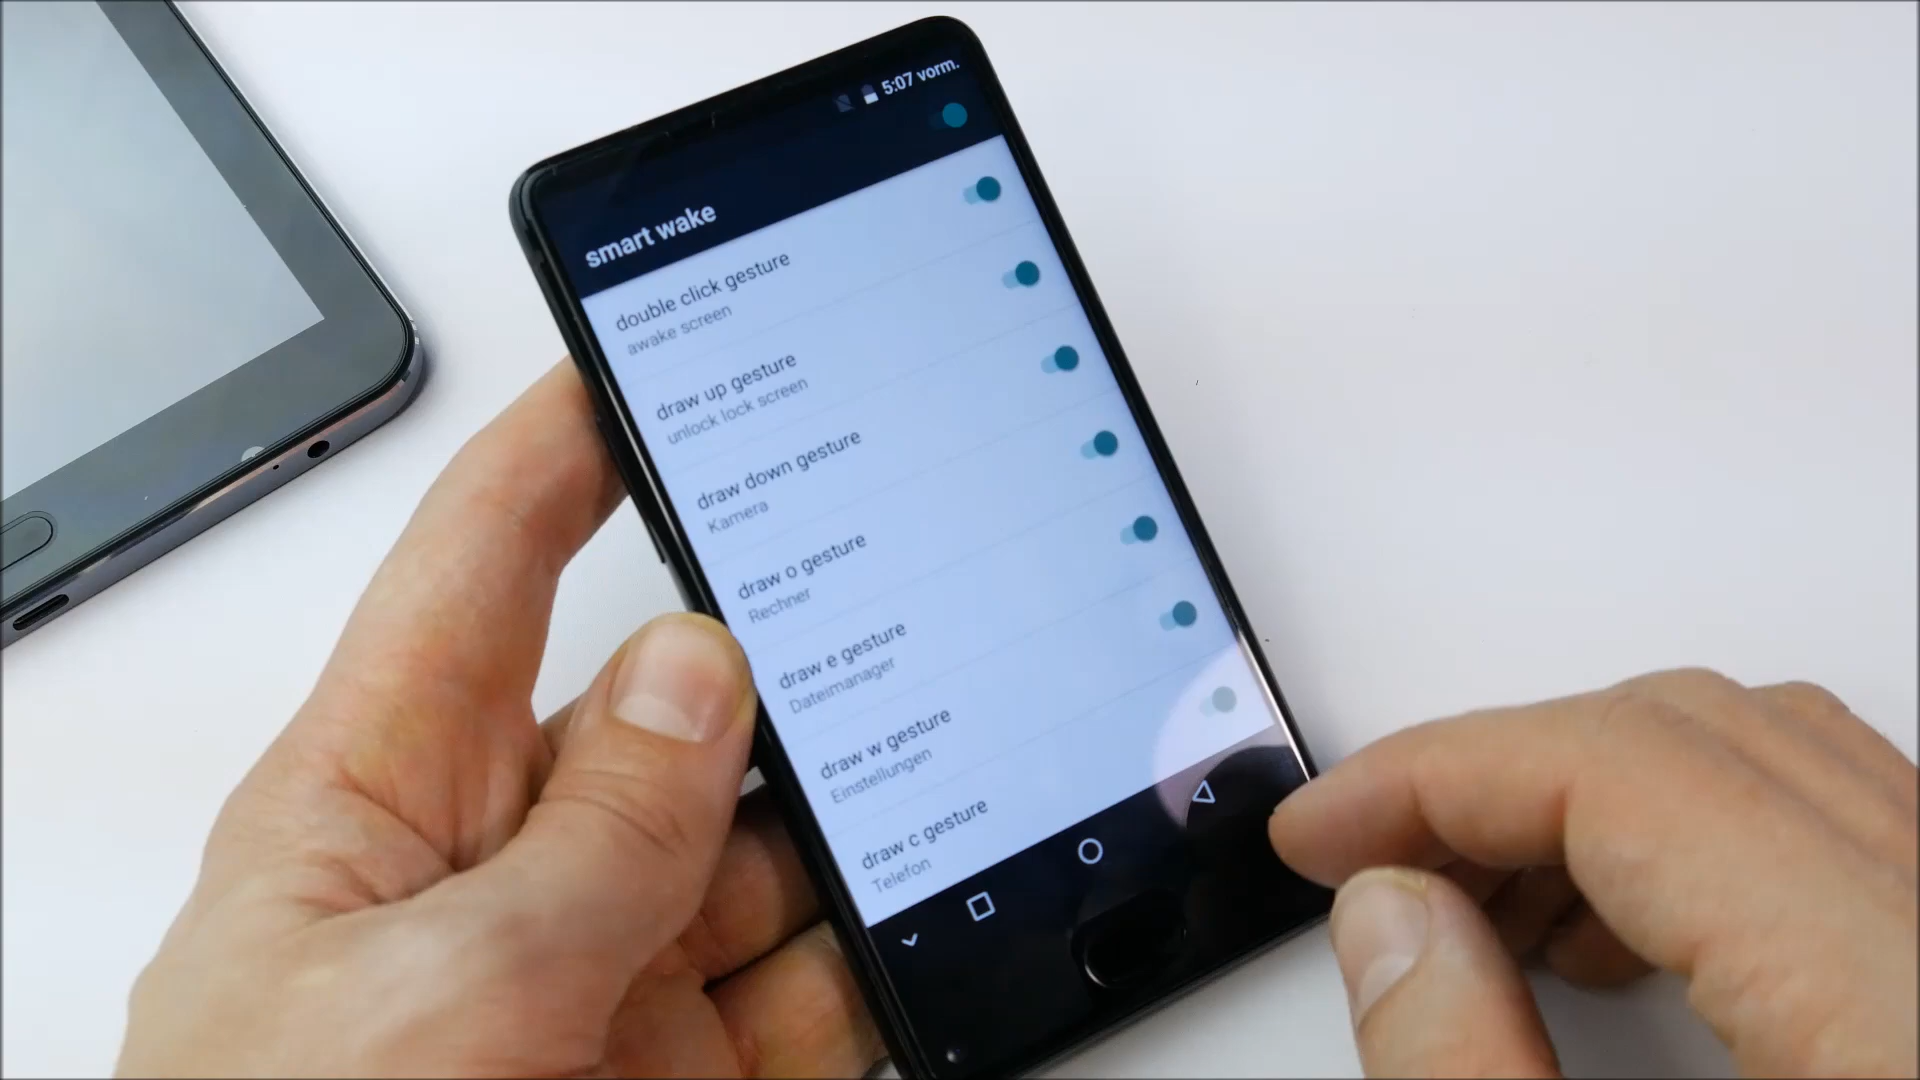 5:07 vorm.
smart wake
double click gesture
awake screen
draw up gesture
unlock lock screen
draw down gesture
Kamera
draw o gesture
Rechner
draw e gesture
Dateimanager
draw w gesture
Einstellungen
draw c gesture
Telefon